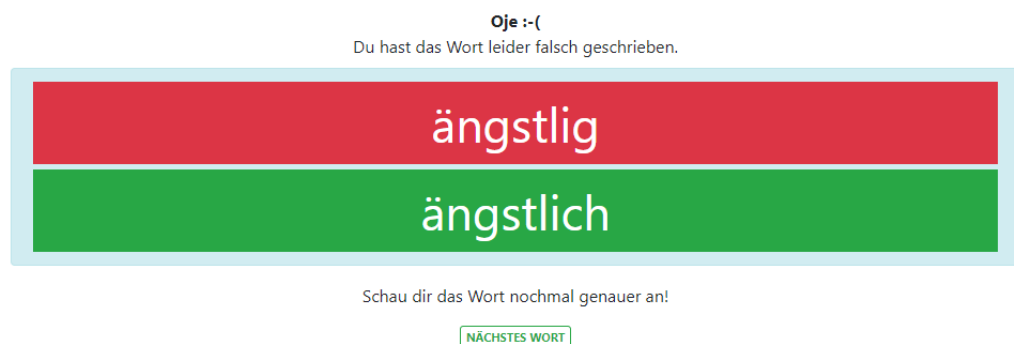 Oje :-(
Du hast das Wort leider falsch geschrieben.
ängstlig
ängstlich
Schau dir das Wort nochmal genauer an!
NÄCHSTES WORT